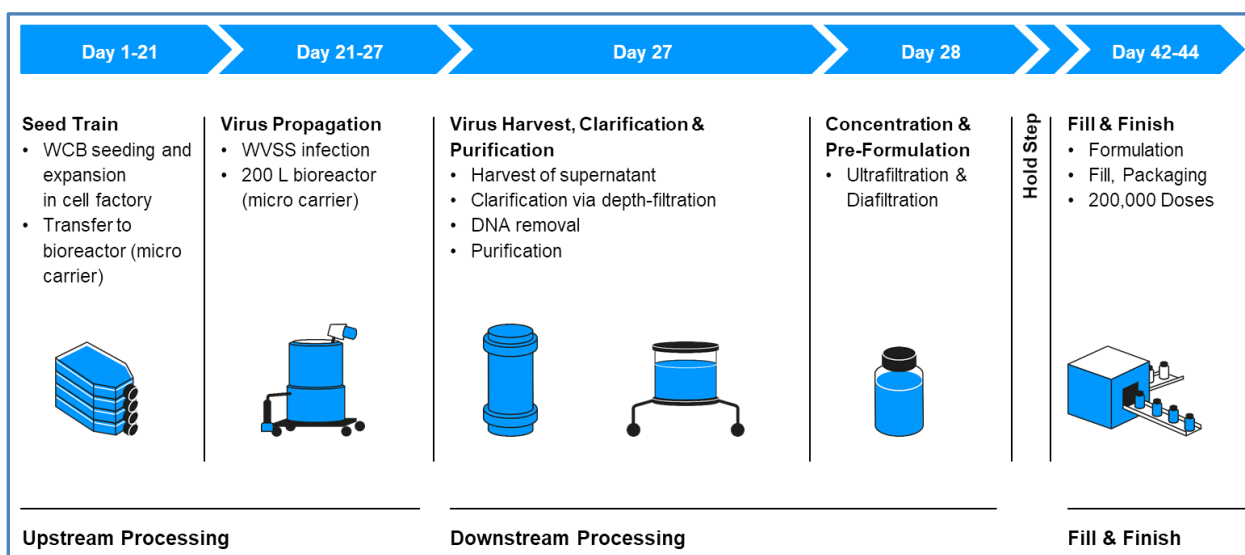 Day 1-21
Day 21-27
Day 27
Day 28
Day 42-44
Seed Train
• WCB seeding and
expansion
in cell factory
• Transfer to
bioreactor (micro
carrier)
Virus Propagation
• WVSS infection
• 200 L bioreactor
(micro carrier)
Virus Harvest, Clarification &
Purification
• Harvest of supernatant
• Clarification via depth-filtration
• DNA removal
• Purification
Concentration &
Pre-Formulation
• Ultrafiltration &
Diafiltration
Hold Step
Fill & Finish
• Formulation
• Fill, Packaging
• 200,000 Doses
Upstream Processing
Downstream Processing
Fill & Finish